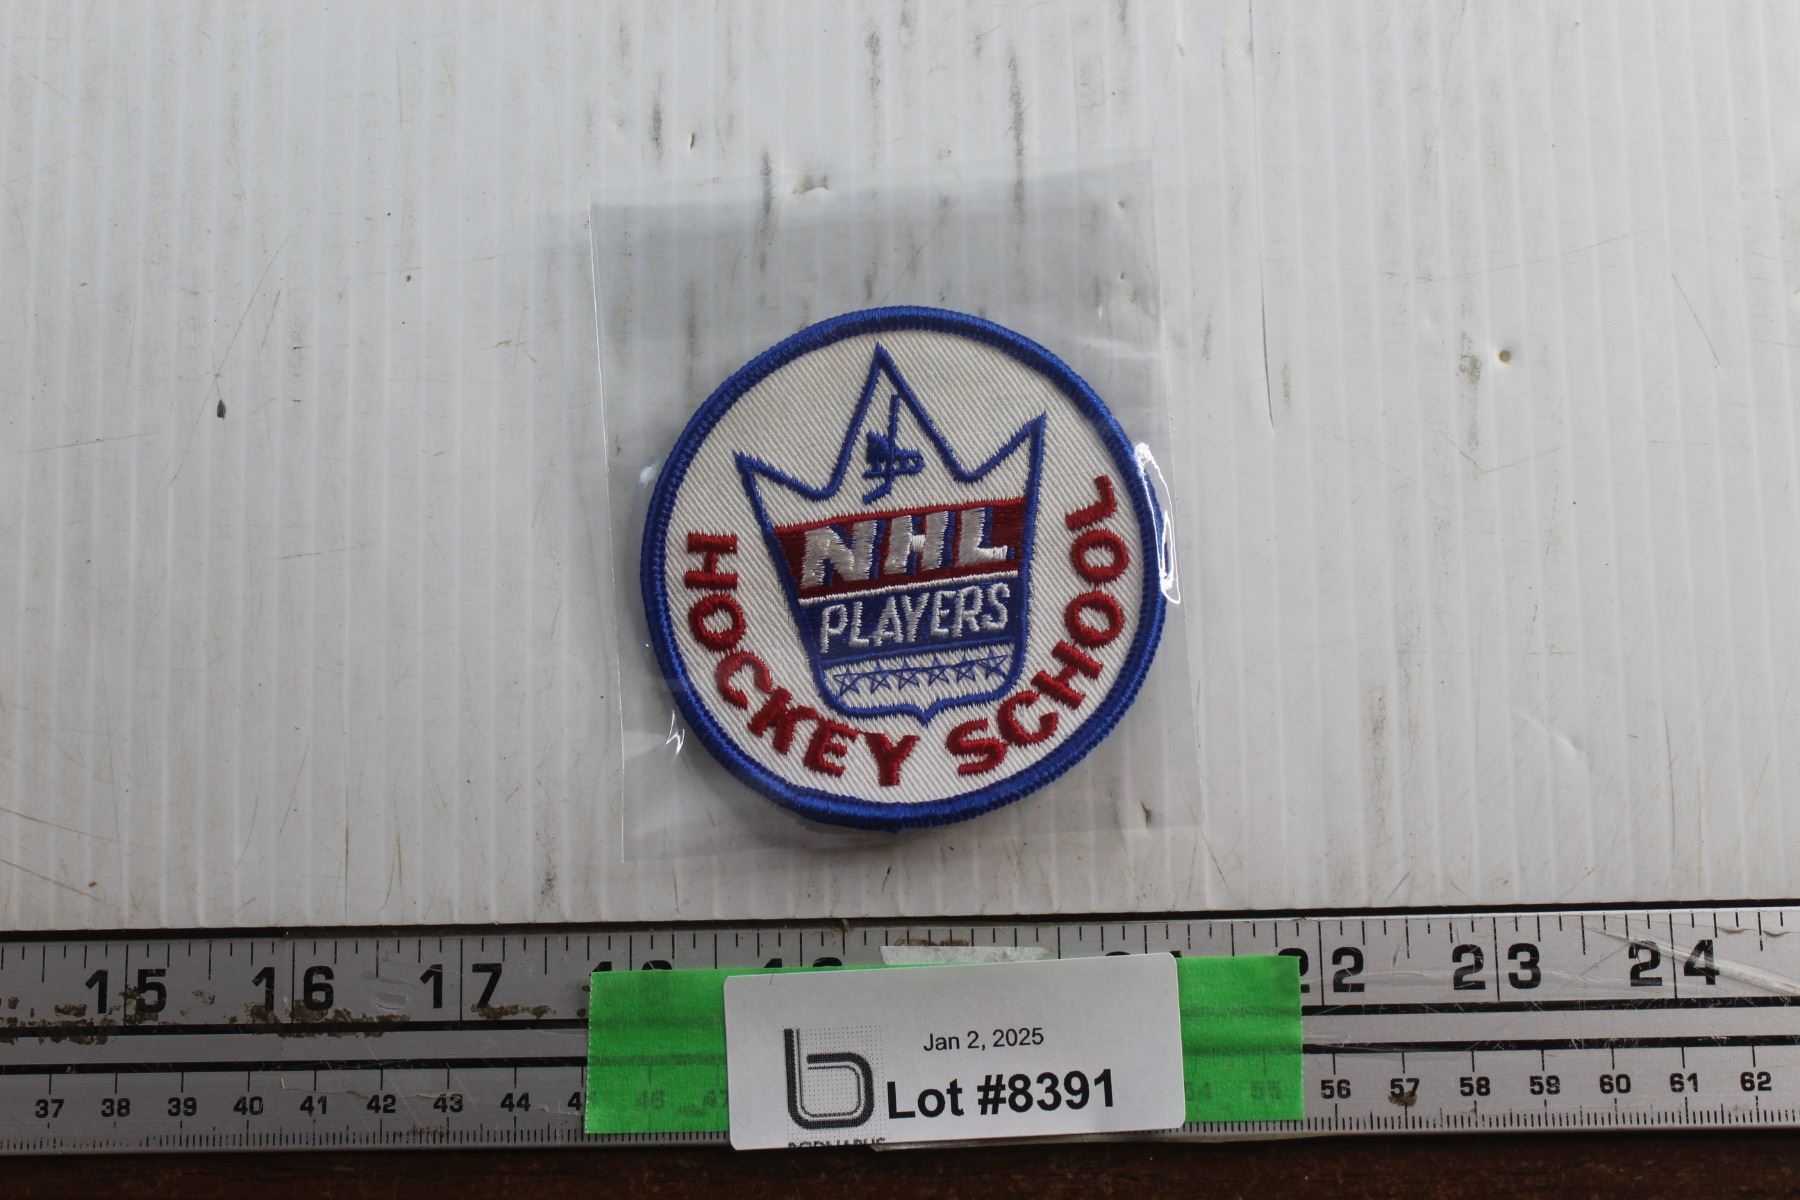 NHL
PLAYERS
HOCKEY SCHOOL
15 16 17 22 23 24
Jan 2, 2025
Lot #8391
37 38 39 40 41 42 43 44 56 57 58 59 60 61 62